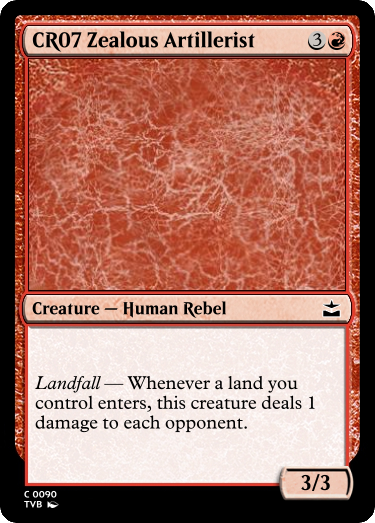 CR07 Zealous Artillerist 3
Creature — Human Rebel
Landfall — Whenever a land you
control enters, this creature deals 1
damage to each opponent.
3/3
C 0090
TVB